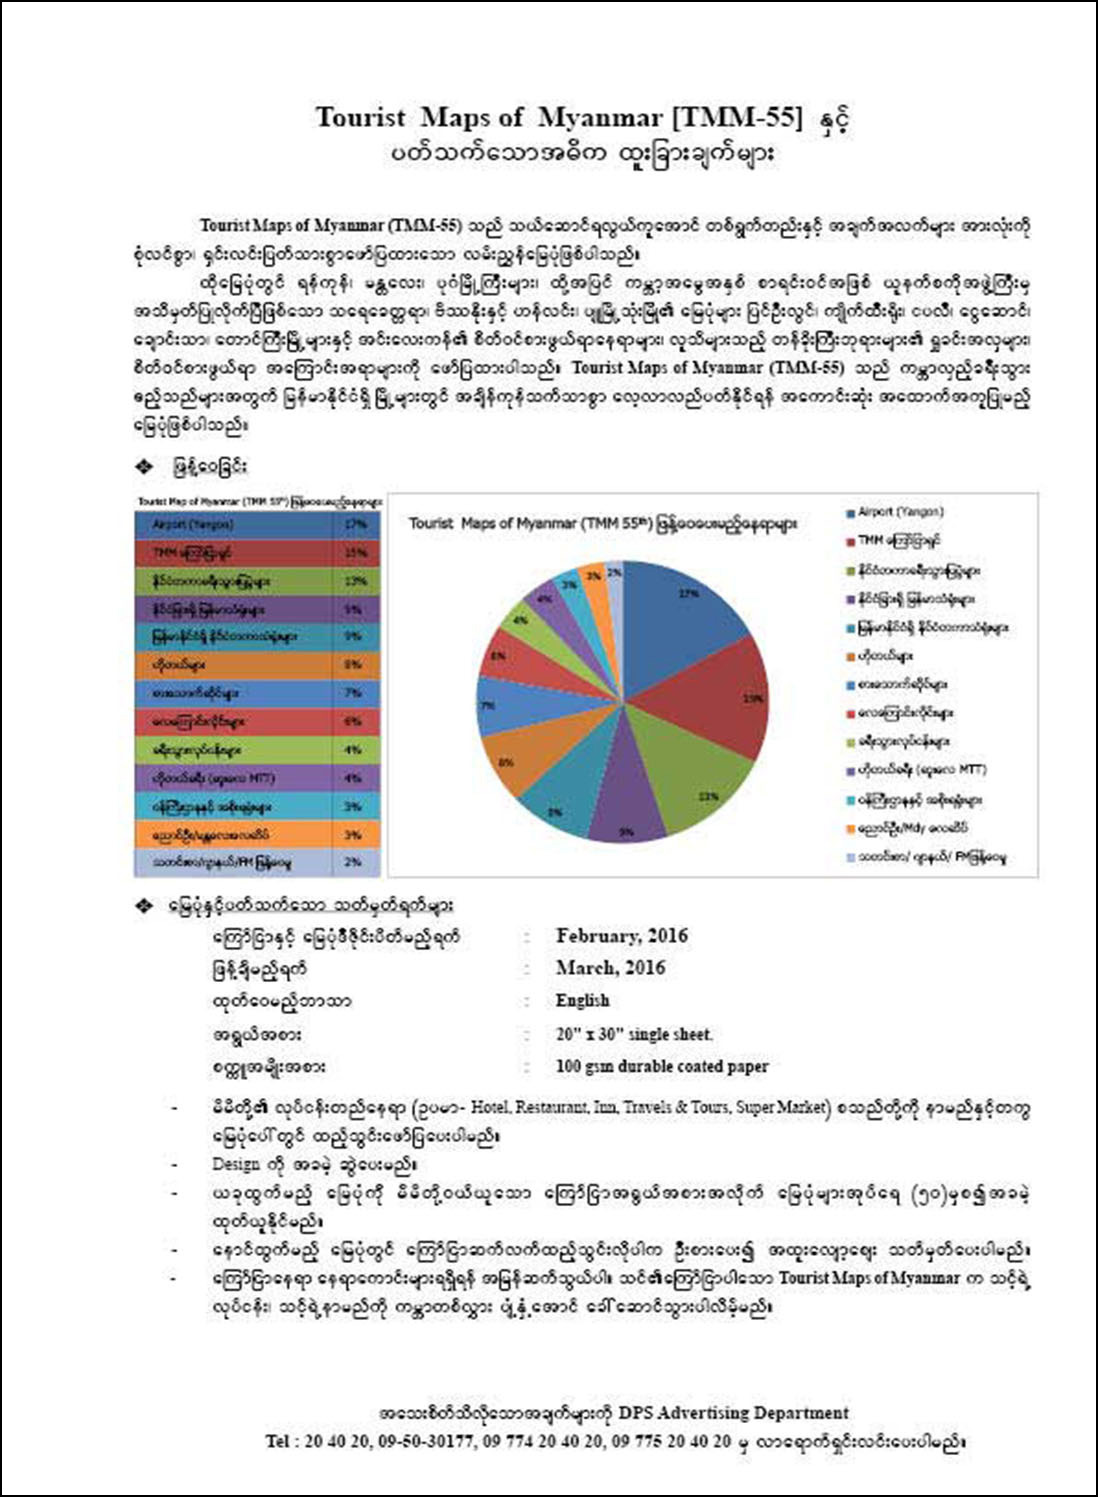 Tourist Maps of Myanmar [TMM-55] နှင့်
ပတ်သက်သောအဓိက ထူးခြားချက်များ
Tourist Maps of Myanmar (TMM-55) သည် သယ်ဆောင်ရလွယ်ကူအောင် တစ်ရွက်တည်းနှင့် အချက်အလက်များ အားလုံးကို
စုံလင်စွာ၊ ရှင်းလင်းပြတ်သားစွာဖော်ပြထားသော လမ်းညွှန်မြေပုံဖြစ်ပါသည်။
ထိုမြေပုံတွင် ရန်ကုန်၊ မန္တလေး၊ ပုဂံမြို့ကြီးများ၊ ထို့အပြင် ကမ္ဘာ့အမွေအနှစ် စာရင်းဝင်အဖြစ် ယူနက်စကိုအဖွဲ့ကြီးမှ
အသိမှတ်ပြုလိုက်ပြီဖြစ်သော သရေခေတ္တရာ၊ ဗိဿနိုးနှင့် ဟန်လင်း၊ ပျူမြို့သုံးမြို့၏ မြေပုံများ ပြင်ဦးလွင်၊ ကျိုက်ထီးရိုး၊ ငပလီ၊ ငွေဆောင်၊
ချောင်းသာ၊ တောင်ကြီးမြို့များနှင့် အင်းလေးကန်၏ စိတ်ဝင်စားဖွယ်ရာနေရာများ၊ လူသိများသည့် တန်ခိုးကြီးဘုရားများ၏ ရှုခင်းအလှများ၊
စိတ်ဝင်စားဖွယ်ရာ အကြောင်းအရာများကို ဖော်ပြထားပါသည်။ Tourist Maps of Myanmar (TMM-55) သည် ကမ္ဘာလှည့်ခရီးသွား
ဧည့်သည်များအတွက် မြန်မာနိုင်ငံရှိ မြို့များတွင် အချိန်ကုန်သက်သာစွာ လေ့လာလည်ပတ်နိုင်ရန် အကောင်းဆုံး အထောက်အကူပြုမည့်
မြေပုံဖြစ်ပါသည်။
❖ ဖြန့်ဝေခြင်း
Tourist Map of Myanmar (TMM 55th) ဖြန့်ဝေပေးမည့်နေရာများ
Airport (Yangon) 17%
TMM ကြော်ငြာရှင် 15%
နိုင်ငံတကာခရီးသွားပြပွဲများ 13%
နိုင်ငံခြားရှိ မြန်မာသံရုံးများ 9%
မြန်မာနိုင်ငံရှိ နိုင်ငံတကာသံရုံးများ 9%
ဟိုတယ်များ 8%
စားသောက်ဆိုင်များ 7%
လေကြောင်းလိုင်းများ 6%
ခရီးသွားလုပ်ငန်းများ 4%
ဟိုတယ်ခရီး (ဆူးလေ MTT) 4%
ဝန်ကြီးဌာနနှင့် အစိုးရရုံးများ 3%
ညောင်ဦး/မန္တလေးလေဆိပ် 3%
သတင်းစာ/ဂျာနယ်/FM ဖြန့်ဝေမှု 2%
Tourist Maps of Myanmar (TMM 55th) ဖြန့်ဝေပေးမည့်နေရာများ
17%
15%
13%
9%
9%
8%
7%
6%
4%
4%
3%
3%
2%
Airport (Yangon)
TMM ကြော်ငြာရှင်
နိုင်ငံတကာခရီးသွားပြပွဲများ
နိုင်ငံခြားရှိ မြန်မာသံရုံးများ
မြန်မာနိုင်ငံရှိ နိုင်ငံတကာသံရုံးများ
ဟိုတယ်များ
စားသောက်ဆိုင်များ
လေကြောင်းလိုင်းများ
ခရီးသွားလုပ်ငန်းများ
ဟိုတယ်ခရီး (ဆူးလေ MTT)
ဝန်ကြီးဌာနနှင့် အစိုးရရုံးများ
ညောင်ဦး/Mdy လေဆိပ်
သတင်းစာ/ ဂျာနယ်/ FMဖြန့်ဝေမှု
❖ မြေပုံနှင့်ပတ်သက်သော သတ်မှတ်ရက်များ
ကြော်ငြာနှင့် မြေပုံဒီဇိုင်းပိတ်မည့်ရက် : February, 2016
ဖြန့်ချိမည့်ရက် : March, 2016
ထုတ်ဝေမည့်ဘာသာ : English
အရွယ်အစား : 20" x 30" single sheet.
စက္ကူအမျိုးအစား : 100 gsm durable coated paper
- မိမိတို့၏ လုပ်ငန်းတည်နေရာ (ဥပမာ- Hotel, Restaurant, Inn, Travels & Tours, Super Market) စသည်တို့ကို နာမည်နှင့်တကွ
မြေပုံပေါ်တွင် ထည့်သွင်းဖော်ပြပေးပါမည်။
- Design ကို အခမဲ့ ဆွဲပေးမည်။
- ယခုထွက်မည့် မြေပုံကို မိမိတို့ဝယ်ယူသော ကြော်ငြာအရွယ်အစားအလိုက် မြေပုံများအုပ်ရေ (၅၀)မှစ၍အခမဲ့
ထုတ်ယူနိုင်မည်။
- နောင်ထွက်မည့် မြေပုံတွင် ကြော်ငြာဆက်လက်ထည့်သွင်းလိုပါက ဦးစားပေး၍ အထူးလျှော့ဈေး သတ်မှတ်ပေးပါမည်။
- ကြော်ငြာနေရာ နေရာကောင်းများရရှိရန် အမြန်ဆက်သွယ်ပါ။ သင်၏ကြော်ငြာပါသော Tourist Maps of Myanmar က သင့်ရဲ့
လုပ်ငန်း၊ သင့်ရဲ့နာမည်ကို ကမ္ဘာတစ်လွှား ပျံ့နှံ့အောင် ခေါ်ဆောင်သွားပါလိမ့်မည်။
အသေးစိတ်သိလိုသောအချက်များကို DPS Advertising Department
Tel : 20 40 20, 09-50-30177, 09 774 20 40 20, 09 775 20 40 20 မှ လာရောက်ရှင်းလင်းပေးပါမည်။